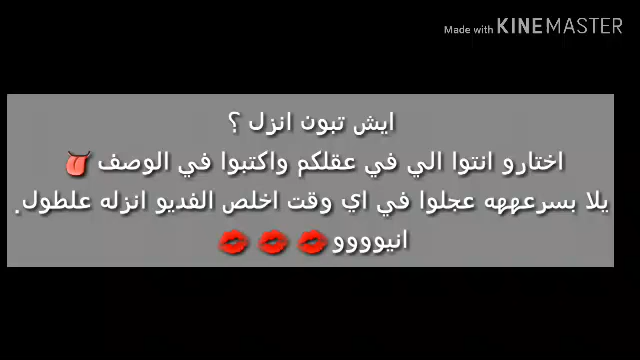 Made with KINEMASTER
ايش تبون انزل ؟
اختارو انتوا الي في عقلكم واكتبوا في الوصف 👅
يلا بسرعههه عجلوا في اي وقت اخلص الفديو انزله علطول.
انيوووو 💋 💋 💋